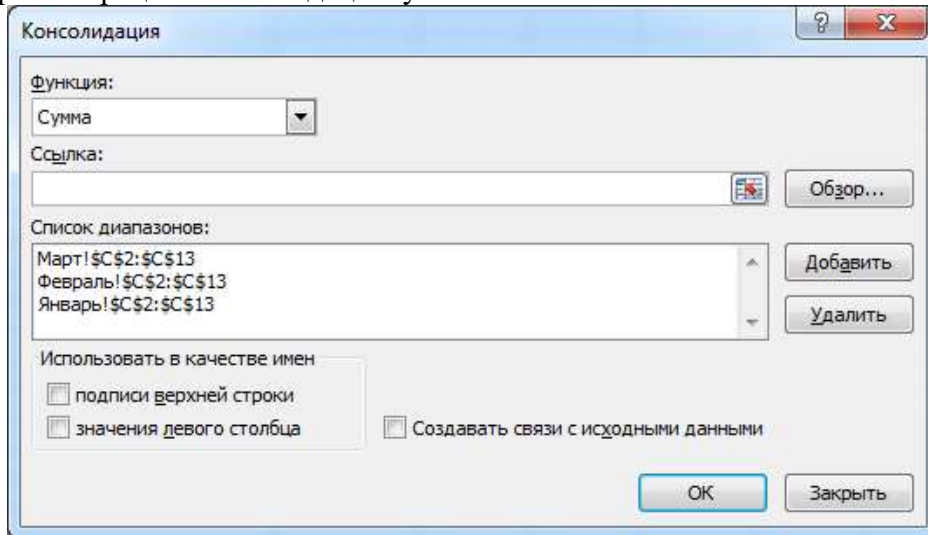 Консолидация
Функция:
Сумма
Ссылка:
Обзор...
Список диапазонов:
Март!$C$2:$C$13
Февраль!$C$2:$C$13
Январь!$C$2:$C$13
Добавить
Удалить
Использовать в качестве имен
подписи верхней строки
значения левого столбца
Создавать связи с исходными данными
ОК
Закрыть